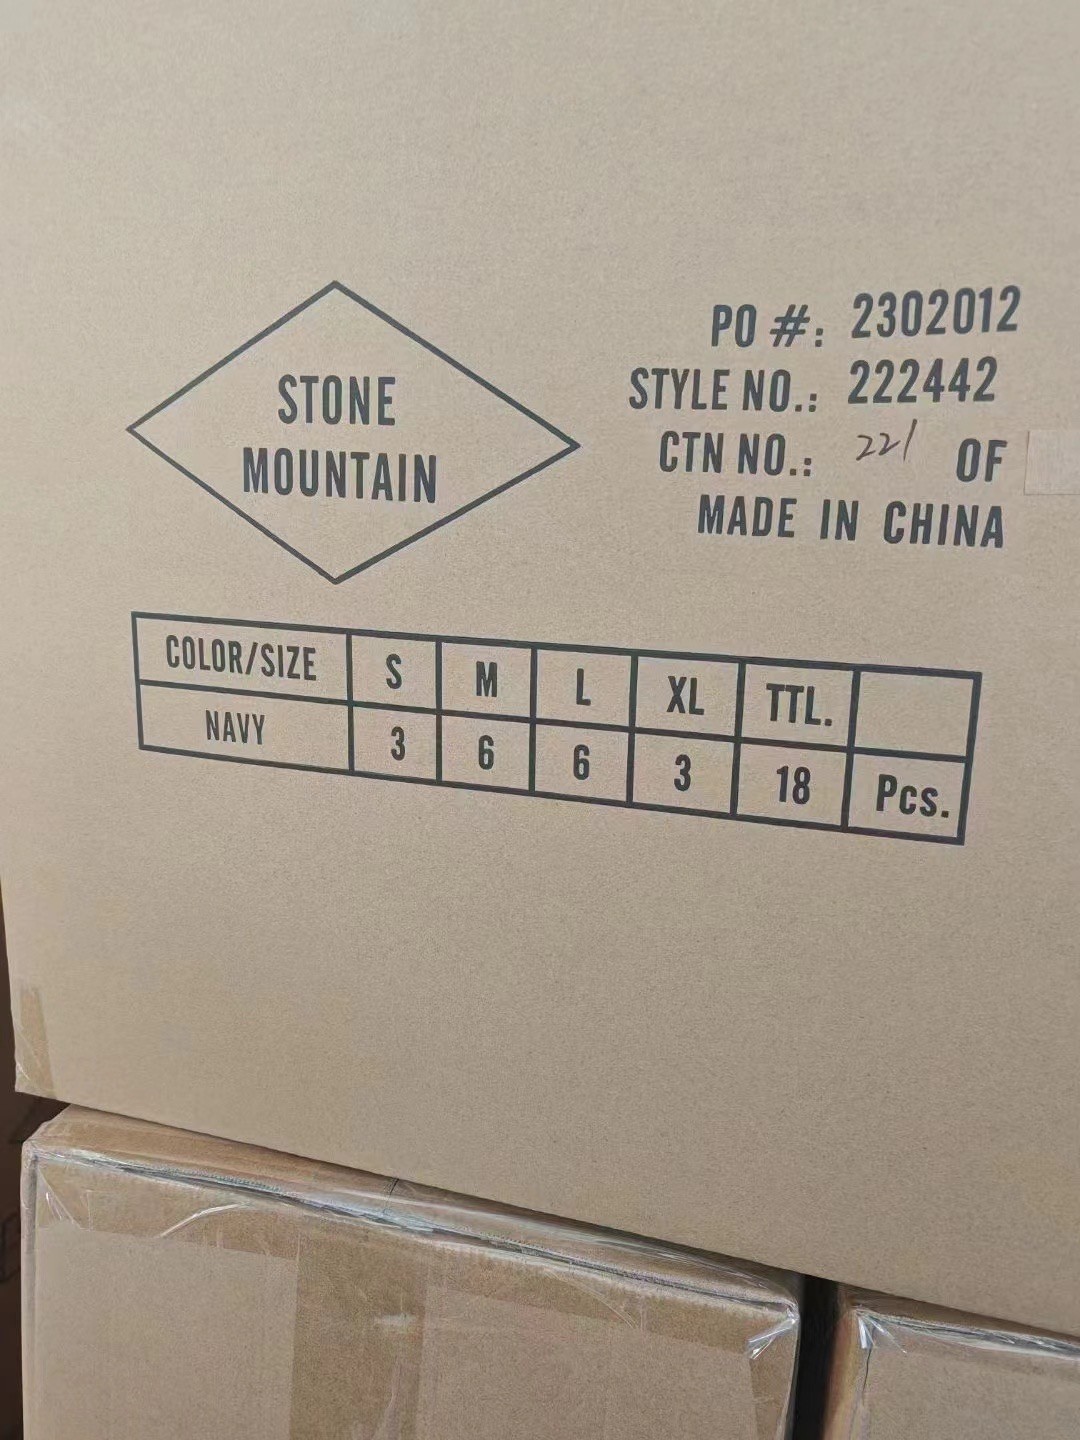 STONE
MOUNTAIN
PO #: 2302012
STYLE NO.: 222442
CTN NO.: 221 OF
MADE IN CHINA
COLOR/SIZE S M L XL TTL.
NAVY 3 6 6 3 18 Pcs.